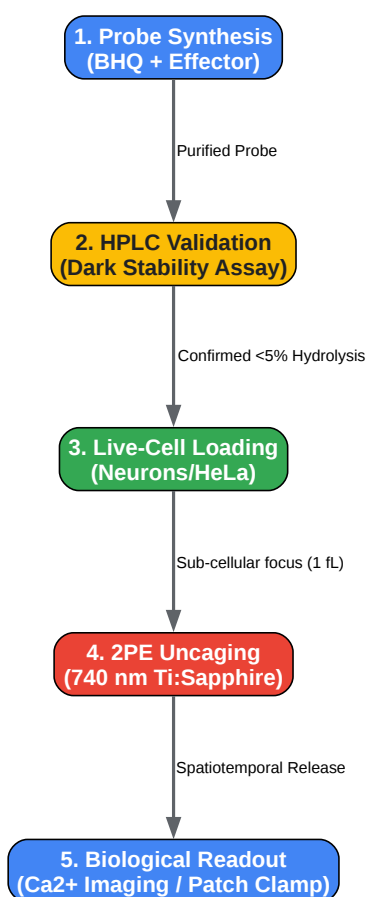 1. Probe Synthesis
(BHQ + Effector)
Purified Probe
2. HPLC Validation
(Dark Stability Assay)
Confirmed <5% Hydrolysis
3. Live-Cell Loading
(Neurons/HeLa)
Sub-cellular focus (1 fL)
4. 2PE Uncaging
(740 nm Ti:Sapphire)
Spatiotemporal Release
5. Biological Readout
(Ca2+ Imaging / Patch Clamp)